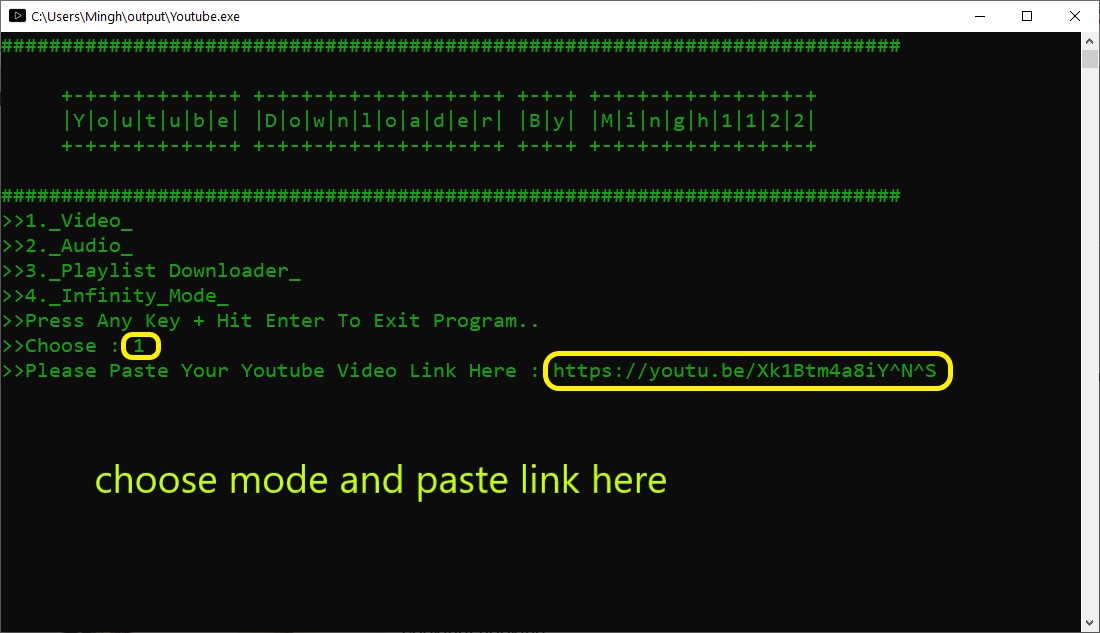 C:\Users\Mingh\output\Youtube.exe
###########################################################################
+-+-+-+-+-+-+-+ +-+-+-+-+-+-+-+-+-+-+ +-+-+ +-+-+-+-+-+-+-+-+-+
|Y|o|u|t|u|b|e| |D|o|w|n|l|o|a|d|e|r| |B|y| |M|i|n|g|h|1|1|2|2|
+-+-+-+-+-+-+-+ +-+-+-+-+-+-+-+-+-+-+ +-+-+ +-+-+-+-+-+-+-+-+-+
###########################################################################
>>1._Video_
>>2._Audio_
>>3._Playlist Downloader_
>>4._Infinity_Mode_
>>Press Any Key + Hit Enter To Exit Program..
>>Choose : 1
>>Please Paste Your Youtube Video Link Here : https://youtu.be/Xk1Btm4a8iY^N^S
choose mode and paste link here